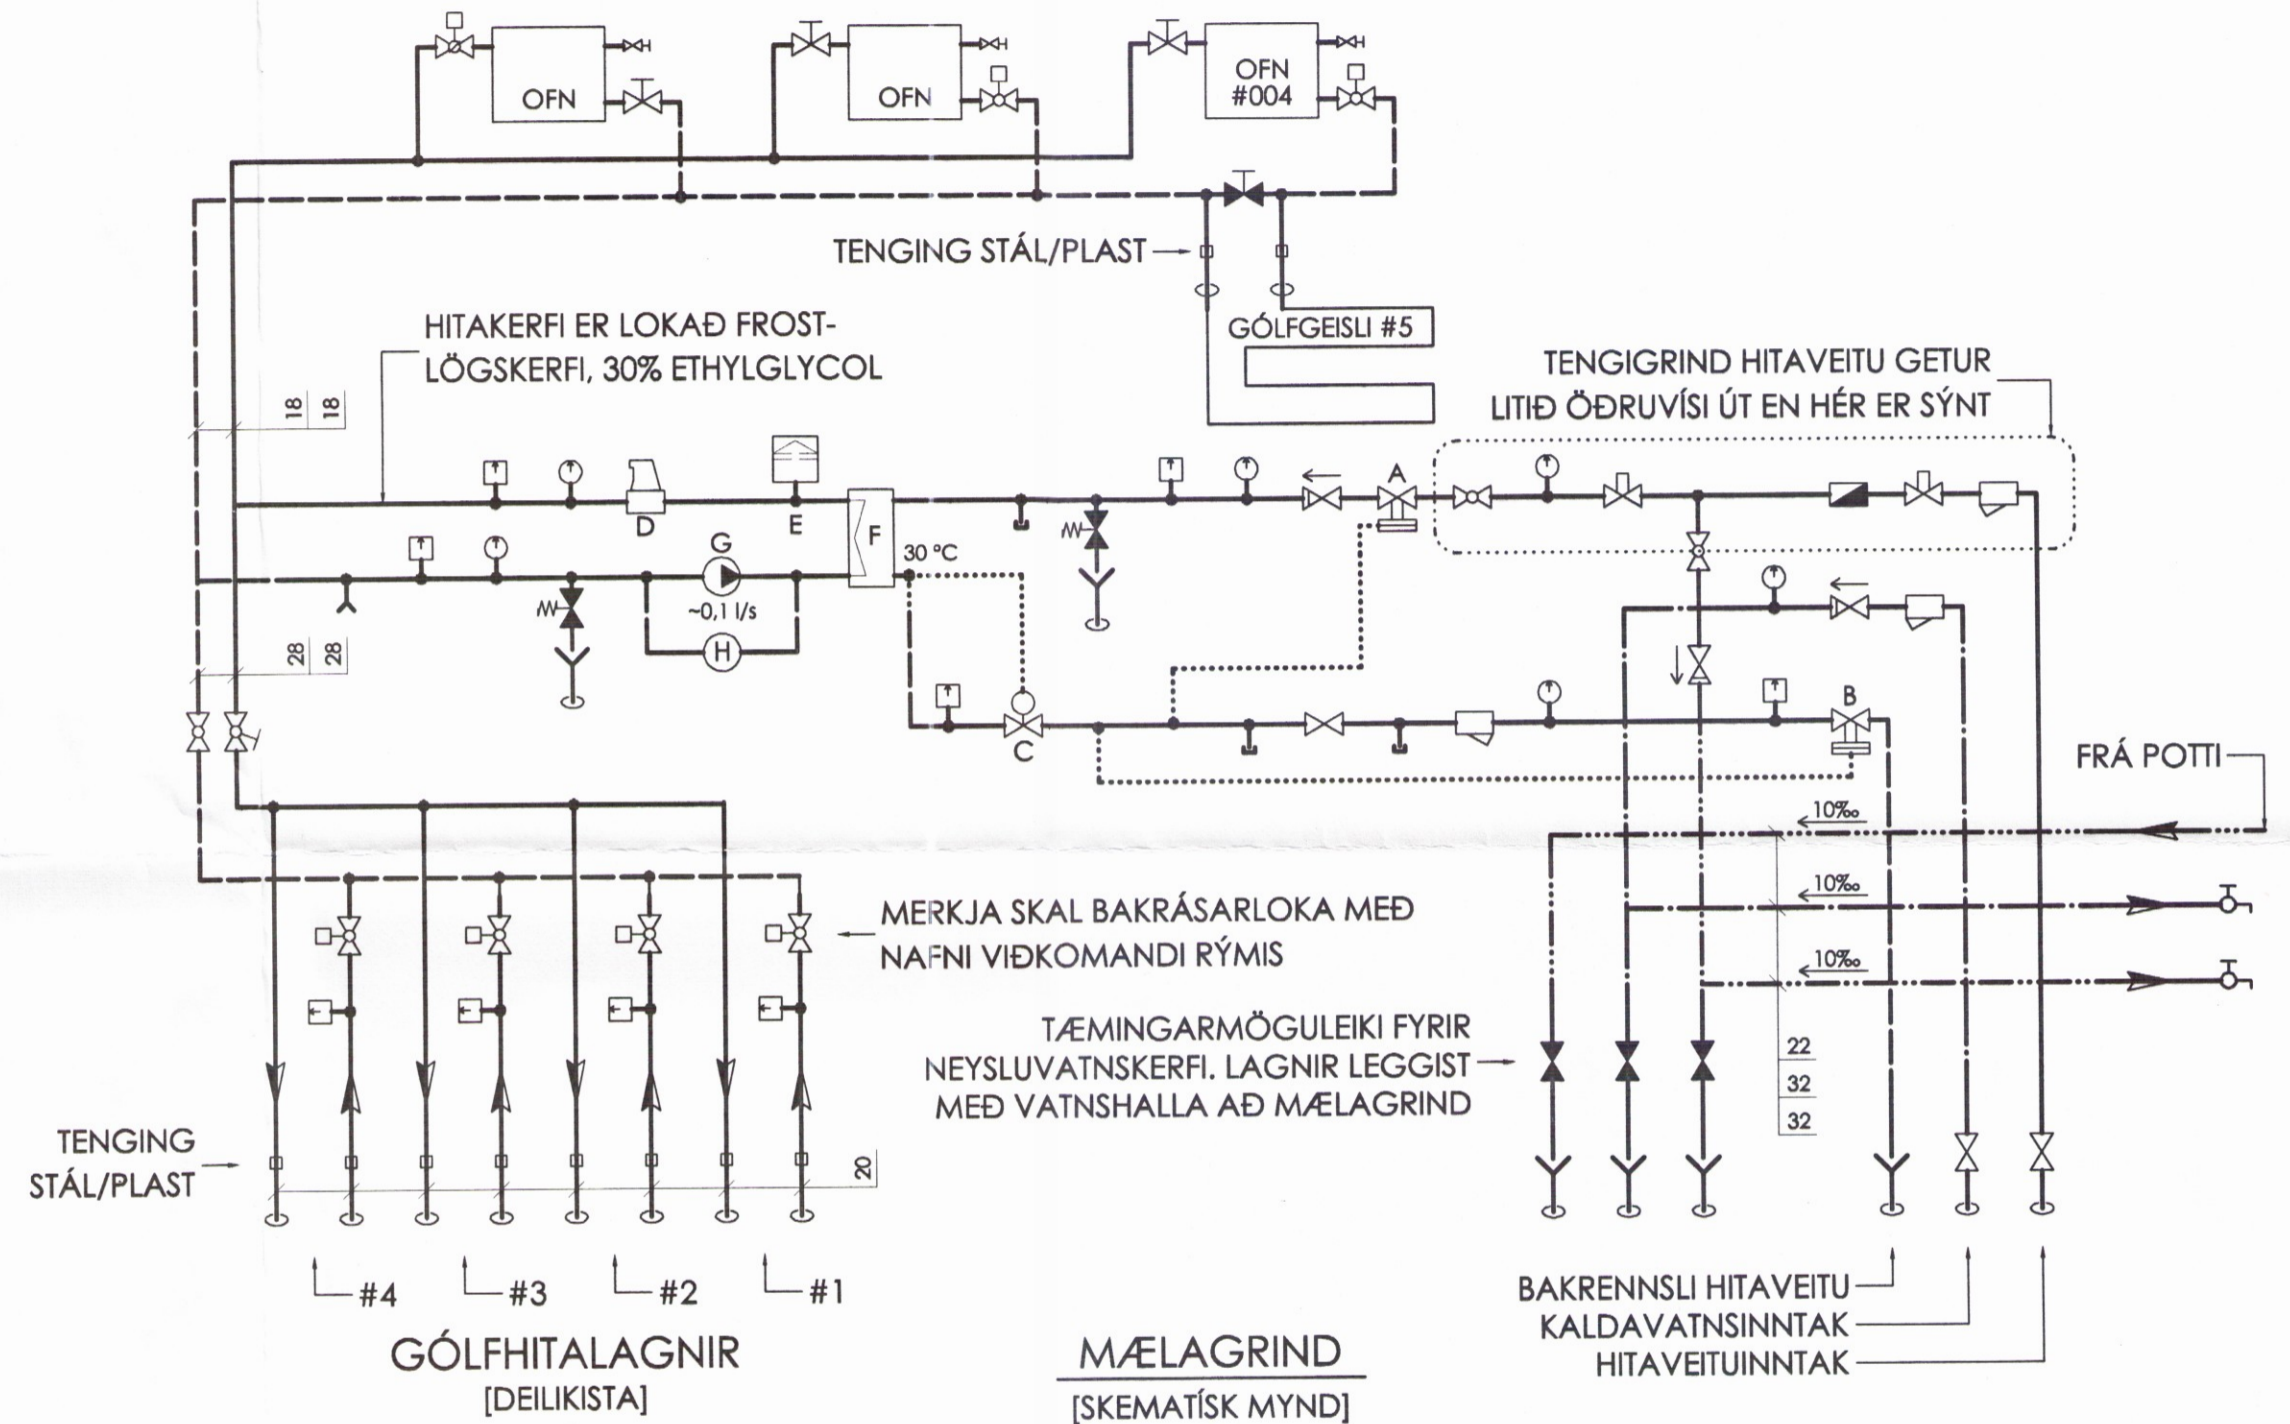 OFN
OFN
OFN
#004
TENGING STÁL/PLAST
GÓLFGEISLI #5
HITAKERFI ER LOKAÐ FROST-
LÖGSKERFI, 30% ETHYLGLYCOL
TENGIGRIND HITAVEITU GETUR
LITIÐ ÖÐRUVÍSI ÚT EN HÉR ER SÝNT
18
18
A
D
E
F
G
30 ºC
~0,1 l/s
H
28
28
C
B
FRÁ POTTI
10‰
10‰
10‰
MERKJA SKAL BAKRÁSARLOKA MEÐ
NAFNI VIÐKOMANDI RÝMIS
TÆMINGARMÖGULEIKI FYRIR
NEYSLUVATNSKERFI. LAGNIR LEGGIST
MEÐ VATNSHALLA AÐ MÆLAGRIND
22
32
32
TENGING
STÁL/PLAST
20
#4
#3
#2
#1
BAKRENNSLI HITAVEITU
KALDAVATNSINNTAK
HITAVEITUINNTAK
GÓLFHITALAGNIR
[DEILIKISTA]
MÆLAGRIND
[SKEMATÍSK MYND]